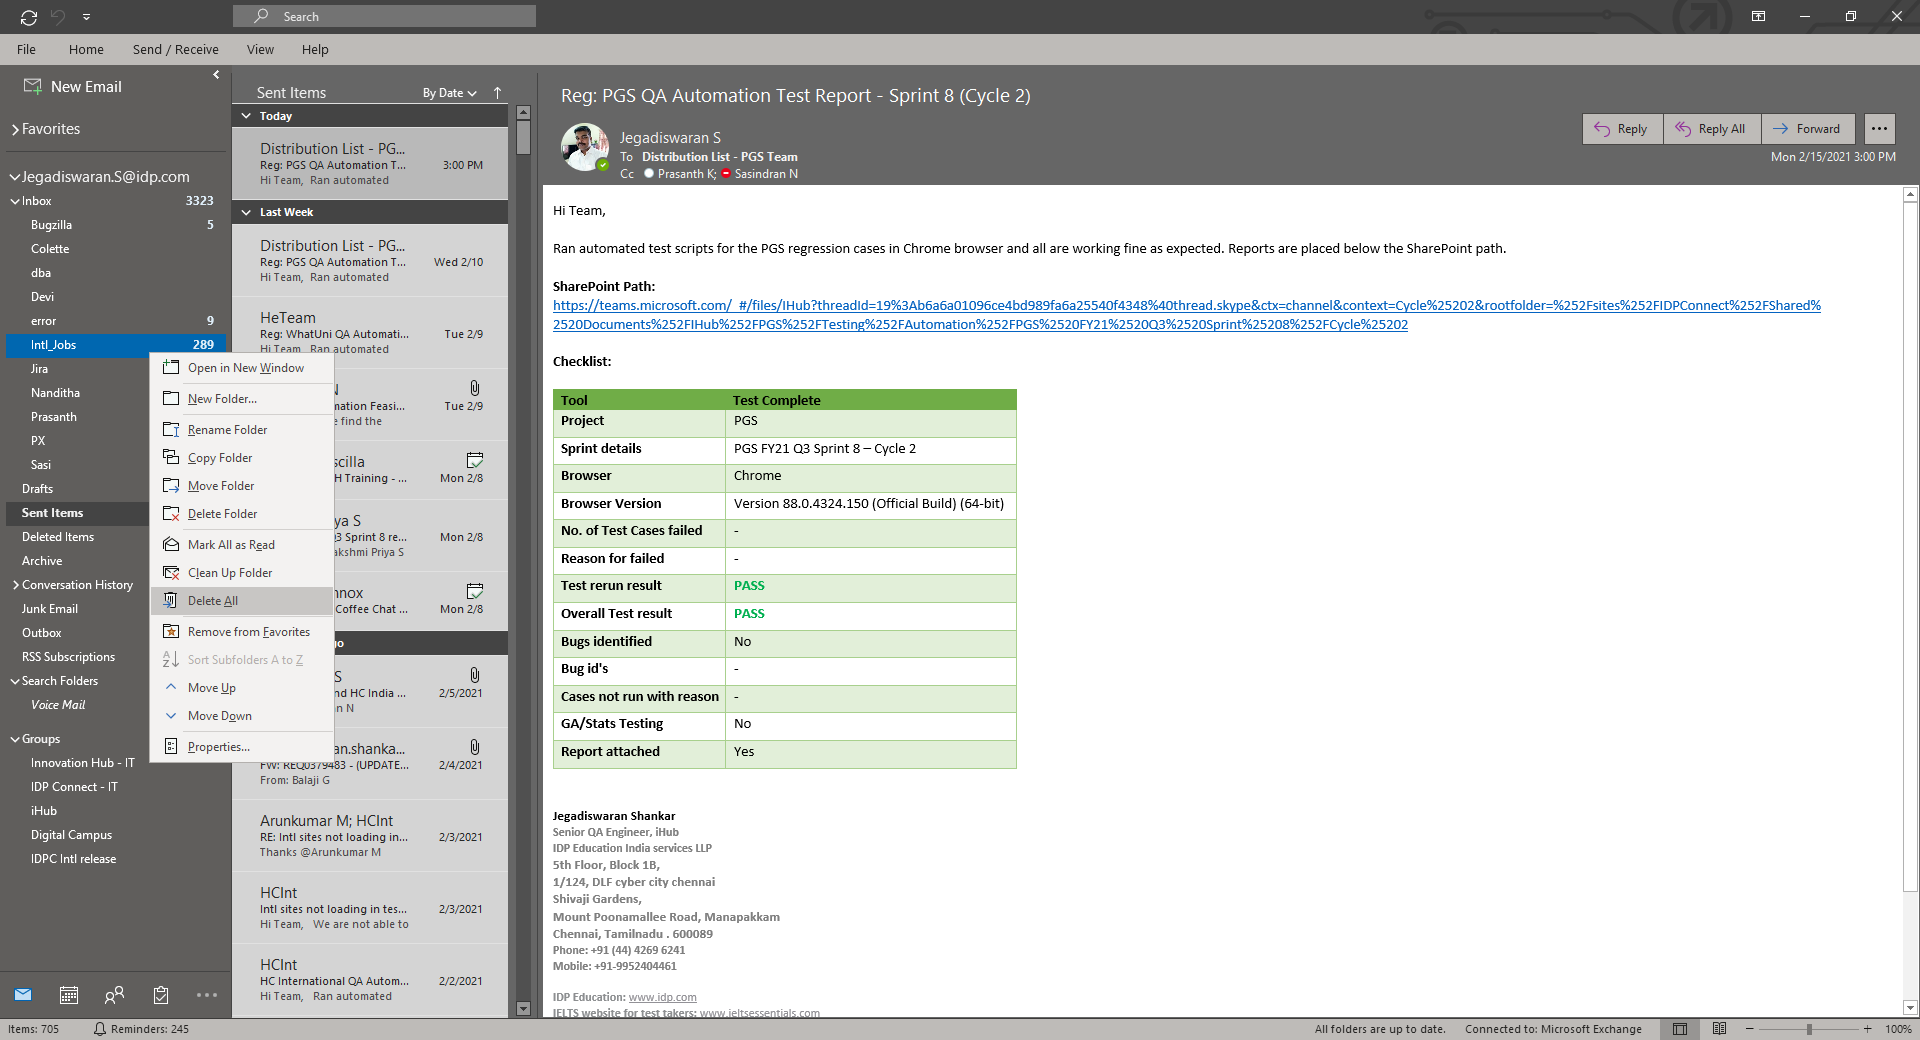 Search
File Home Send / Receive View Help
New Email
Favorites
Jegadiswaran.S@idp.com
Inbox 3323
Bugzilla 5
Colette
dba
Devi
error 9
Intl_Jobs 289
Jira
Nanditha
Prasanth
PX
Sasi
Drafts
Sent Items
Deleted Items
Archive
Conversation History
Junk Email
Outbox
RSS Subscriptions
Search Folders
Voice Mail
Groups
Innovation Hub - IT
IDP Connect - IT
iHub
Digital Campus
IDPC Intl release
Open in New Window
New Folder...
Rename Folder
Copy Folder
Move Folder
Delete Folder
Mark All as Read
Clean Up Folder
Delete All
Remove from Favorites
Sort Subfolders A to Z
Move Up
Move Down
Properties...
Sent Items By Date
Today
Distribution List - PG...
Reg: PGS QA Automation T... 3:00 PM
Hi Team, Ran automated
Last Week
Distribution List - PG...
Reg: PGS QA Automation T... Wed 2/10
Hi Team, Ran automated
HeTeam
Reg: WhatUni QA Automati... Tue 2/9
Hi Team, Ran automated
N
mation Feasi... Tue 2/9
e find the
scilla
H Training - ... Mon 2/8
ya S
Q3 Sprint 8 re... Mon 2/8
akshmi Priya S
nnox
Coffee Chat ... Mon 2/8
go
S
nd HC India ... 2/5/2021
n N
an.shanka...
FW: REQ0379483 - (UPDATE... 2/4/2021
From: Balaji G
Arunkumar M; HCInt
RE: Intl sites not loading in... 2/3/2021
Thanks @Arunkumar M
HCInt
Intl sites not loading in tes... 2/3/2021
Hi Team, We are not able to
HCInt
HC International QA Autom... 2/2/2021
Hi Team, Ran automated
Reg: PGS QA Automation Test Report - Sprint 8 (Cycle 2)
Jegadiswaran S
To Distribution List - PGS Team
Cc Prasanth K; Sasindran N
Reply Reply All Forward
Mon 2/15/2021 3:00 PM
Hi Team,
Ran automated test scripts for the PGS regression cases in Chrome browser and all are working fine as expected. Reports are placed below the SharePoint path.
SharePoint Path:
https://teams.microsoft.com/_#/files/IHub?threadId=19%3Ab6a6a01096ce4bd989fa6a25540f4348%40thread.skype&ctx=channel&context=Cycle%25202&rootfolder=%252Fsites%252FIDPConnect%252FShared%
2520Documents%252FIHub%252FPGS%252FTesting%252FAutomation%252FPGS%2520FY21%2520Q3%2520Sprint%25208%252FCycle%25202
Checklist:
Tool Test Complete
Project PGS
Sprint details PGS FY21 Q3 Sprint 8 – Cycle 2
Browser Chrome
Browser Version Version 88.0.4324.150 (Official Build) (64-bit)
No. of Test Cases failed -
Reason for failed -
Test rerun result PASS
Overall Test result PASS
Bugs identified No
Bug id's -
Cases not run with reason -
GA/Stats Testing No
Report attached Yes
Jegadiswaran Shankar
Senior QA Engineer, iHub
IDP Education India services LLP
5th Floor, Block 1B,
1/124, DLF cyber city chennai
Shivaji Gardens,
Mount Poonamallee Road, Manapakkam
Chennai, Tamilnadu . 600089
Phone: +91 (44) 4269 6241
Mobile: +91-9952404461
IDP Education: www.idp.com
IELTS website for test takers: www.ieltsessentials.com
Items: 705 Reminders: 245 All folders are up to date. Connected to: Microsoft Exchange 100%